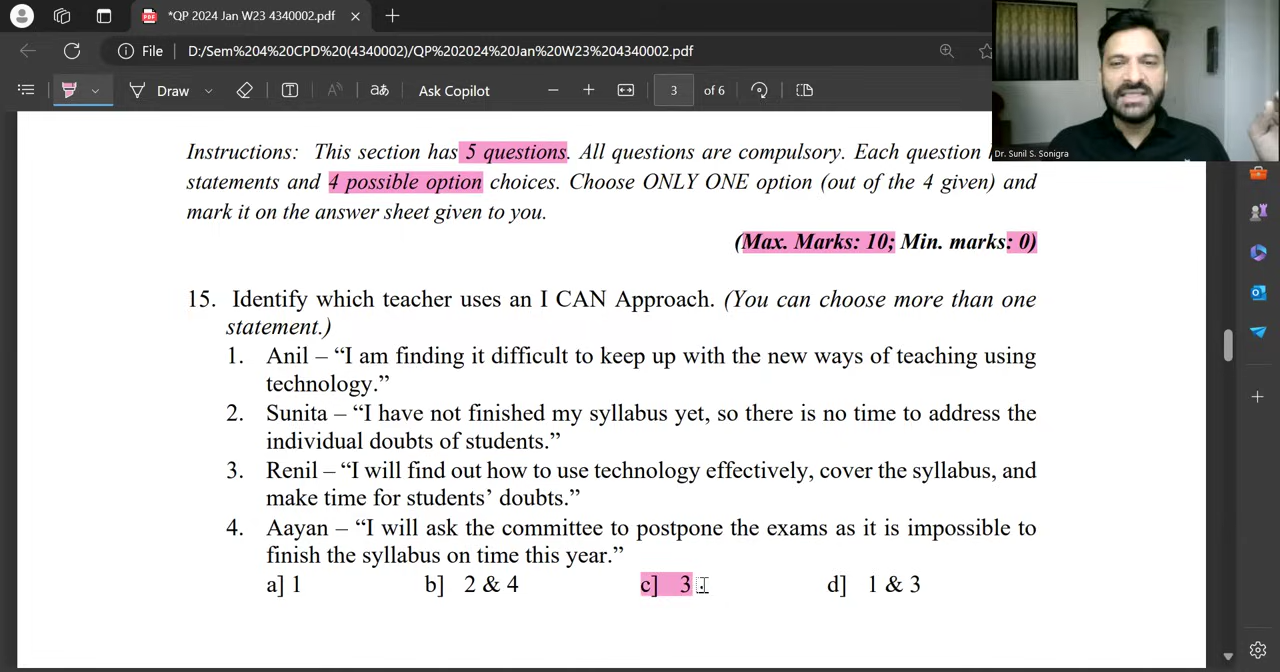 *QP 2024 Jan W23 4340002.pdf
File D:/Sem%204%20CPD%20(4340002)/QP%202024%20Jan%20W23%204340002.pdf
Draw Ask Copilot 3 of 6
Dr. Sunil S. Sonigra
Instructions: This section has 5 questions. All questions are compulsory. Each question
statements and 4 possible option choices. Choose ONLY ONE option (out of the 4 given) and
mark it on the answer sheet given to you.
(Max. Marks: 10; Min. marks: 0)
15. Identify which teacher uses an I CAN Approach. (You can choose more than one
statement.)
1. Anil – “I am finding it difficult to keep up with the new ways of teaching using
technology.”
2. Sunita – “I have not finished my syllabus yet, so there is no time to address the
individual doubts of students.”
3. Renil – “I will find out how to use technology effectively, cover the syllabus, and
make time for students’ doubts.”
4. Aayan – “I will ask the committee to postpone the exams as it is impossible to
finish the syllabus on time this year.”
a] 1 b] 2 & 4 c] 3 d] 1 & 3